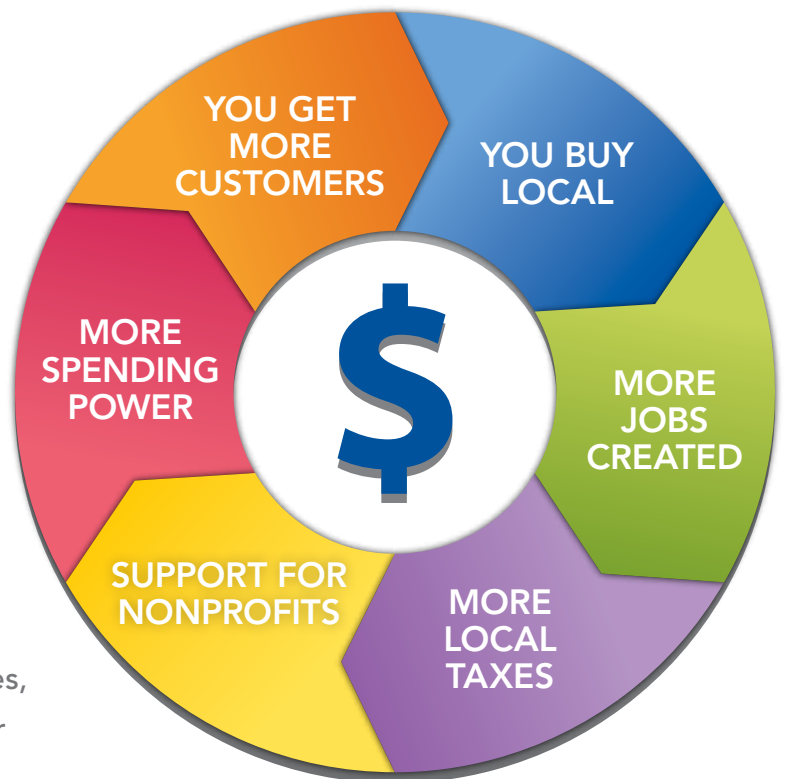 YOU GET
MORE
CUSTOMERS
YOU BUY
LOCAL
MORE
JOBS
CREATED
MORE
LOCAL
TAXES
SUPPORT FOR
NONPROFITS
MORE
SPENDING
POWER
$